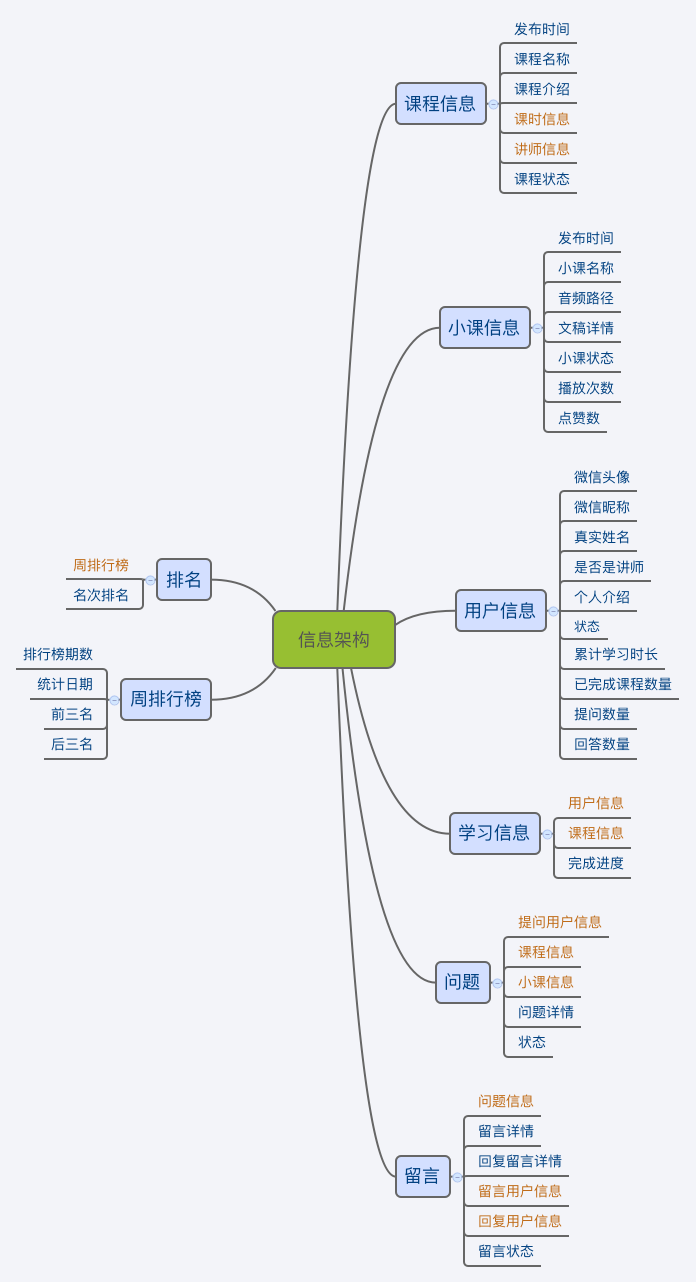 信息架构
课程信息
发布时间
课程名称
课程介绍
课时信息
讲师信息
课程状态
小课信息
发布时间
小课名称
音频路径
文稿详情
小课状态
播放次数
点赞数
用户信息
微信头像
微信昵称
真实姓名
是否是讲师
个人介绍
状态
累计学习时长
已完成课程数量
提问数量
回答数量
学习信息
用户信息
课程信息
完成进度
问题
提问用户信息
课程信息
小课信息
问题详情
状态
留言
问题信息
留言详情
回复留言详情
留言用户信息
回复用户信息
留言状态
排名
周排行榜
名次排名
周排行榜
排行榜期数
统计日期
前三名
后三名